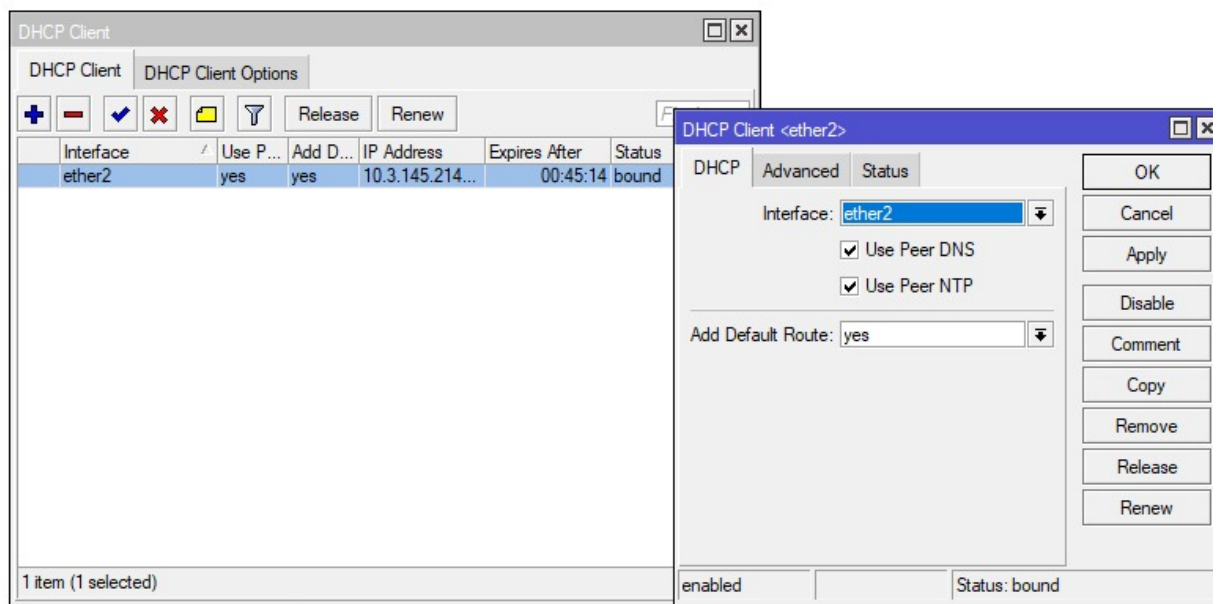 DHCP Client
DHCP Client DHCP Client Options
Release Renew
Interface Use P... Add D... IP Address Expires After Status
ether2 yes yes 10.3.145.214... 00:45:14 bound
1 item (1 selected)
DHCP Client <ether2>
DHCP Advanced Status
Interface: ether2
Use Peer DNS
Use Peer NTP
Add Default Route: yes
OK
Cancel
Apply
Disable
Comment
Copy
Remove
Release
Renew
enabled Status: bound